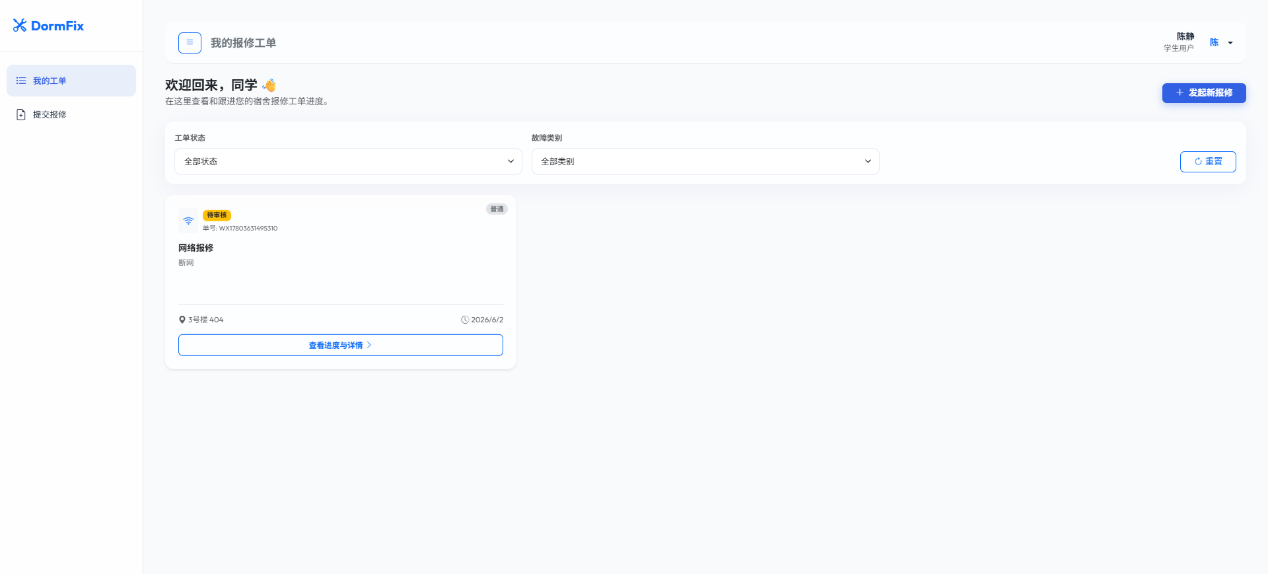 DormFix
我的工单
提交报修
我的报修工单
陈静
学生用户
陈
欢迎回来，同学 👋
在这里查看和跟进您的宿舍报修工单进度。
发起新报修
工单状态
全部状态
故障类别
全部类别
重置
待审核
普通
单号: WX17803631495310
网络报修
断网
3号楼 404
2026/6/2
查看进度与详情